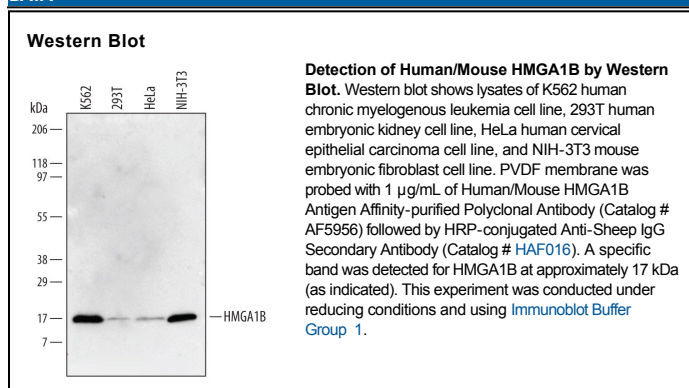 Western Blot
K562
293T
HeLa
NIH-3T3
kDa
206
118
97
55
38
29
17
7
HMGA1B
Detection of Human/Mouse HMGA1B by Western
Blot. Western blot shows lysates of K562 human
chronic myelogenous leukemia cell line, 293T human
embryonic kidney cell line, HeLa human cervical
epithelial carcinoma cell line, and NIH-3T3 mouse
embryonic fibroblast cell line. PVDF membrane was
probed with 1 µg/mL of Human/Mouse HMGA1B
Antigen Affinity-purified Polyclonal Antibody (Catalog #
AF5956) followed by HRP-conjugated Anti-Sheep IgG
Secondary Antibody (Catalog # HAF016). A specific
band was detected for HMGA1B at approximately 17 kDa
(as indicated). This experiment was conducted under
reducing conditions and using Immunoblot Buffer
Group 1.